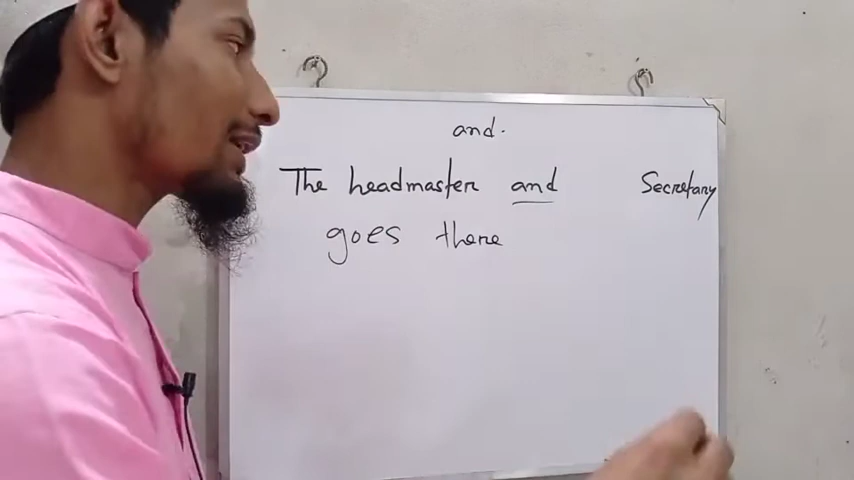 and.
The headmaster and Secretary
goes there